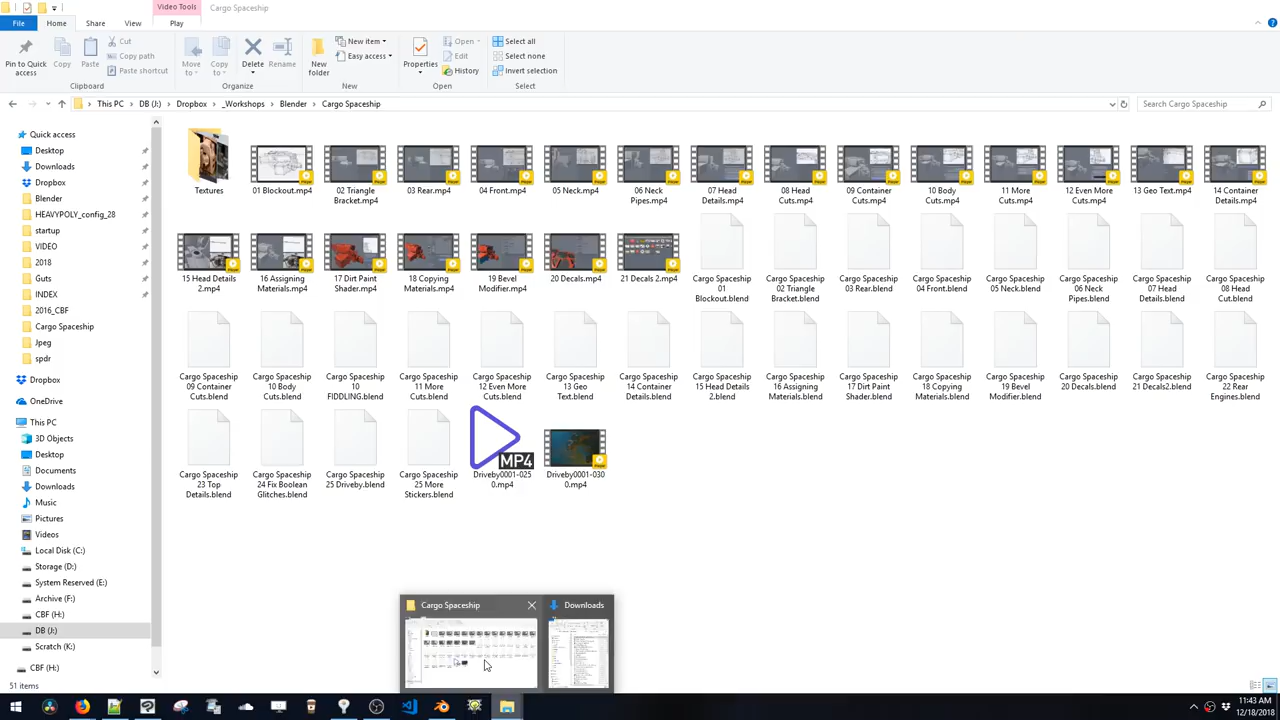 Video Tools
Cargo Spaceship
File
Home
Share
View
Play
Pin to Quick
access
Copy
Paste
Cut
Copy path
Paste shortcut
Clipboard
Move
to
Copy
to
Delete
Rename
Organize
New
folder
New item
Easy access
New
Properties
Open
Edit
History
Open
Select all
Select none
Invert selection
Select
This PC
DB (J:)
Dropbox
_Workshops
Blender
Cargo Spaceship
Search Cargo Spaceship
Quick access
Desktop
Downloads
Dropbox
Blender
HEAVYPOLY_config_28
startup
VIDEO
2018
Guts
INDEX
2016_CBF
Cargo Spaceship
Jpeg
spdr
Dropbox
OneDrive
This PC
3D Objects
Desktop
Documents
Downloads
Music
Pictures
Videos
Local Disk (C:)
Storage (D:)
System Reserved (E:)
Archive (F:)
CBF (H:)
DB (J:)
Scratch (K:)
CBF (H:)
51 items
Textures
01 Blockout.mp4
02 Triangle
Bracket.mp4
03 Rear.mp4
04 Front.mp4
05 Neck.mp4
06 Neck
Pipes.mp4
07 Head
Details.mp4
08 Head
Cuts.mp4
09 Container
Cuts.mp4
10 Body
Cuts.mp4
11 More
Cuts.mp4
12 Even More
Cuts.mp4
13 Geo Text.mp4
14 Container
Details.mp4
15 Head Details
2.mp4
16 Assigning
Materials.mp4
17 Dirt Paint
Shader.mp4
18 Copying
Materials.mp4
19 Bevel
Modifier.mp4
20 Decals.mp4
21 Decals 2.mp4
Cargo Spaceship
01
Blockout.blend
Cargo Spaceship
02 Triangle
Bracket.blend
Cargo Spaceship
03 Rear.blend
Cargo Spaceship
04 Front.blend
Cargo Spaceship
05 Neck.blend
Cargo Spaceship
06 Neck
Pipes.blend
Cargo Spaceship
07 Head
Details.blend
Cargo Spaceship
08 Head
Cut.blend
Cargo Spaceship
09 Container
Cuts.blend
Cargo Spaceship
10 Body
Cuts.blend
Cargo Spaceship
10
FIDDLING.blend
Cargo Spaceship
11 More
Cuts.blend
Cargo Spaceship
12 Even More
Cuts.blend
Cargo Spaceship
13 Geo
Text.blend
Cargo Spaceship
14 Container
Details.blend
Cargo Spaceship
15 Head Details
2.blend
Cargo Spaceship
16 Assigning
Materials.blend
Cargo Spaceship
17 Dirt Paint
Shader.blend
Cargo Spaceship
18 Copying
Materials.blend
Cargo Spaceship
19 Bevel
Modifier.blend
Cargo Spaceship
20 Decals.blend
Cargo Spaceship
21 Decals2.blend
Cargo Spaceship
22 Rear
Engines.blend
Cargo Spaceship
23 Top
Details.blend
Cargo Spaceship
24 Fix Boolean
Glitches.blend
Cargo Spaceship
25 Driveby.blend
Cargo Spaceship
25 More
Stickers.blend
MP4
Driveby0001-025
0.mp4
Driveby0001-030
0.mp4
Cargo Spaceship
Downloads
11:43 AM
12/18/2018